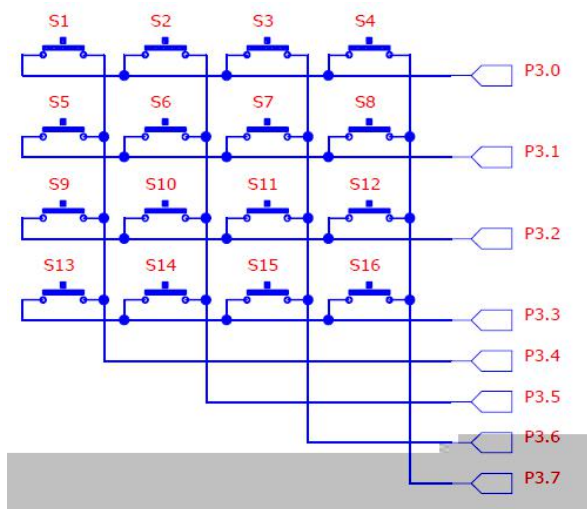 S1 S2 S3 S4
P3.0
S5 S6 S7 S8
P3.1
S9 S10 S11 S12
P3.2
S13 S14 S15 S16
P3.3
P3.4
P3.5
P3.6
P3.7